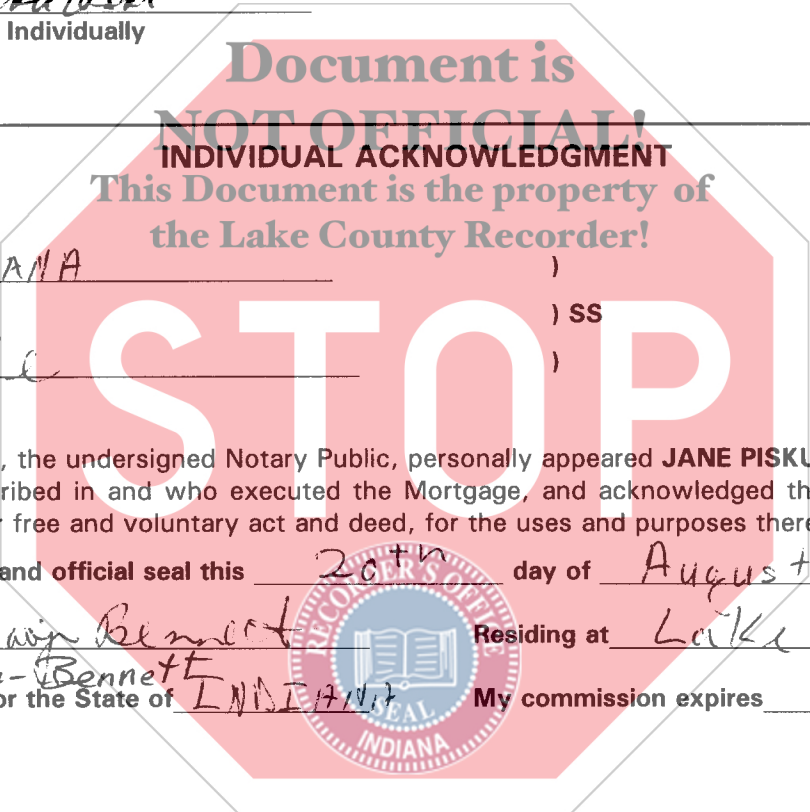 Individually
Document is
NOT OFFICIAL!
INDIVIDUAL ACKNOWLEDGMENT
This Document is the property of
the Lake County Recorder!
ANA )
) SS
)
STOP
, the undersigned Notary Public, personally appeared JANE PISKU
ribed in and who executed the Mortgage, and acknowledged th
r free and voluntary act and deed, for the uses and purposes there
and official seal this 20th day of August
Bennett Residing at Lake
-Bennett
or the State of INDIANA My commission expires
RECORDER'S OFFICE
SEAL
INDIANA